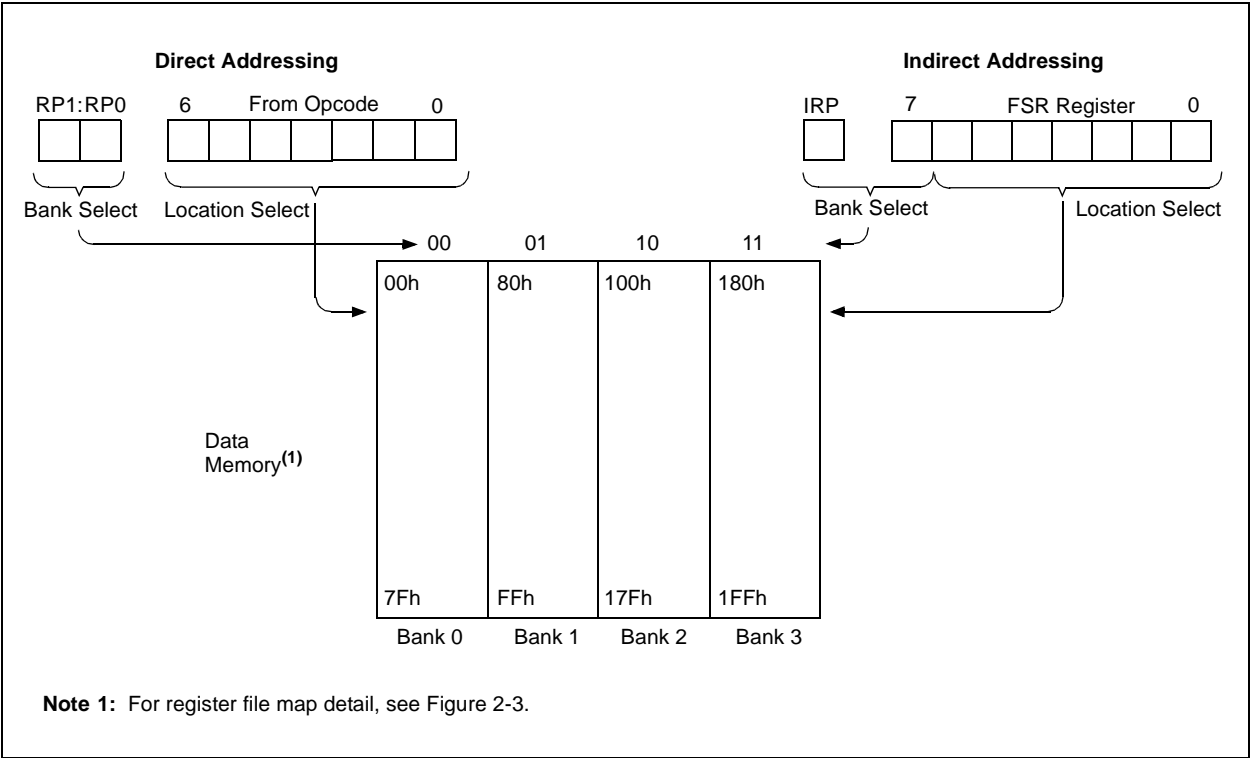 Direct Addressing
Indirect Addressing
RP1:RP0 6 From Opcode 0
IRP 7 FSR Register 0
Bank Select Location Select
Bank Select Location Select
00 01 10 11
00h 80h 100h 180h
Data
Memory(1)
7Fh FFh 17Fh 1FFh
Bank 0 Bank 1 Bank 2 Bank 3
Note 1: For register file map detail, see Figure 2-3.